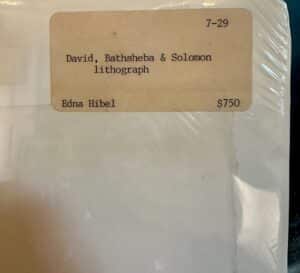 7-29
David, Bathsheba & Solomon
lithograph
Edna Hibel $750